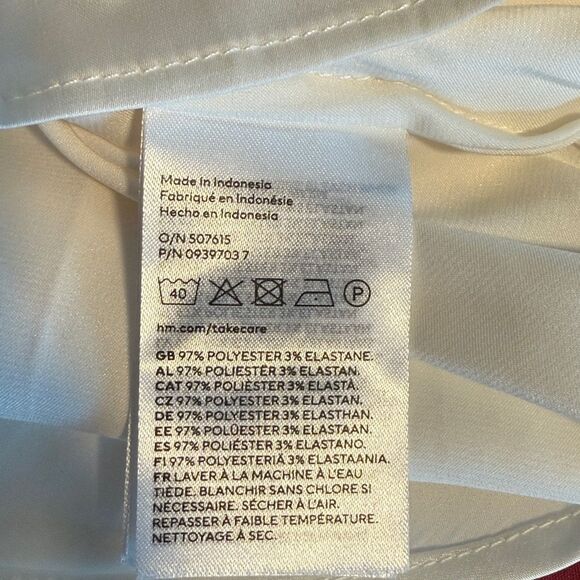 Made in Indonesia
Fabriqué en Indonésie
Hecho en Indonesia
O/N 507615
P/N 0939703 7
40 P
hm.com/takecare
GB 97% POLYESTER 3% ELASTANE.
AL 97% POLIESTËR 3% ELASTAN.
CAT 97% POLIÈSTER 3% ELASTÀ.
CZ 97% POLYESTER 3% ELASTAN.
DE 97% POLYESTER 3% ELASTHAN.
EE 97% POLÜESTER 3% ELASTAAN.
ES 97% POLIÉSTER 3% ELASTANO.
FI 97% POLYESTERIÄ 3% ELASTAANIA.
FR LAVER À LA MACHINE À L'EAU
TIÈDE. BLANCHIR SANS CHLORE SI
NÉCESSAIRE. SÉCHER À L'AIR.
REPASSER À FAIBLE TEMPÉRATURE.
NETTOYAGE À SEC.